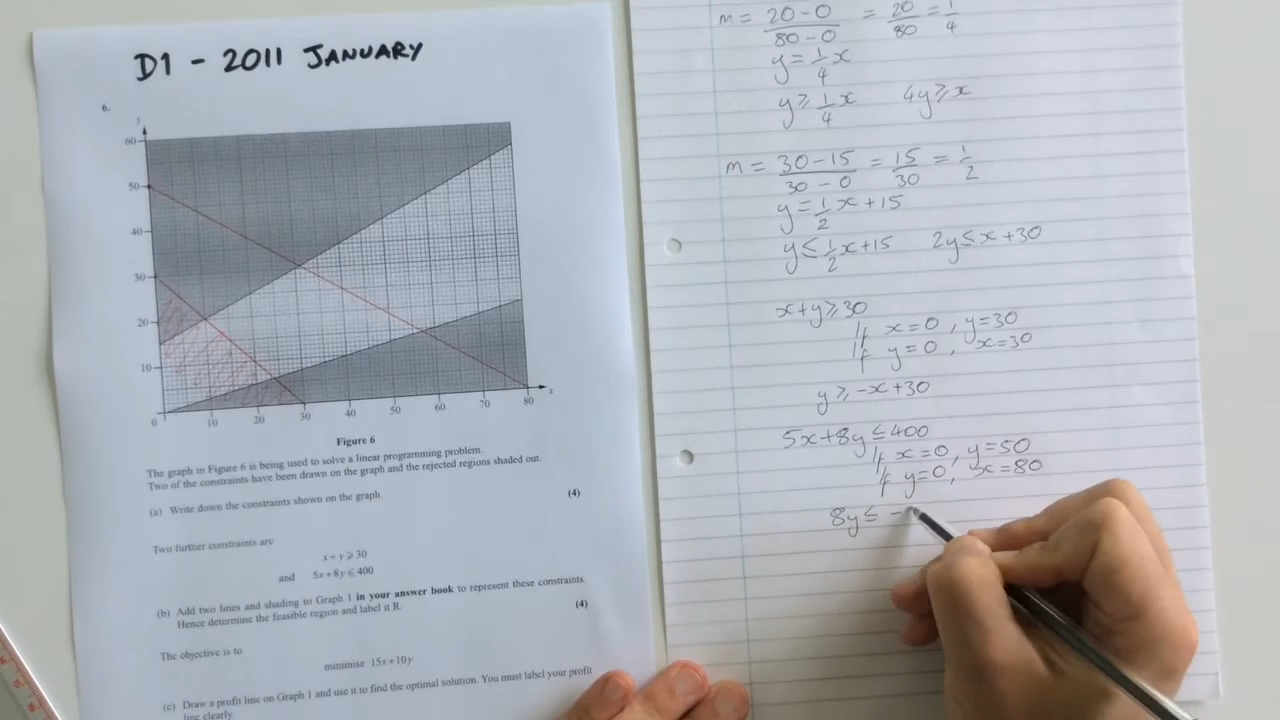 D1 - 2011 JANUARY
6.
y
60
50
40
30
20
10
0 10 20 30 40 50 60 70 80 x
Figure 6
The graph in Figure 6 is being used to solve a linear programming problem.
Two of the constraints have been drawn on the graph and the rejected regions shaded out.
(a) Write down the constraints shown on the graph.
(4)
Two further constraints are
x + y ⩾ 30
and 5x + 8y ⩽ 400
(b) Add two lines and shading to Graph 1 in your answer book to represent these constraints.
Hence determine the feasible region and label it R.
(4)
The objective is to
minimise 15x + 10y
(c) Draw a profit line on Graph 1 and use it to find the optimal solution. You must label your profit
line clearly.
m = 20 - 0 / 80 - 0 = 20/80 = 1/4
y = 1/4 x
y ⩾ 1/4 x 4y ⩾ x
m = 30 - 15 / 30 - 0 = 15/30 = 1/2
y = 1/2 x + 15
y ≤ 1/2 x + 15 2y ≤ x + 30
x + y ⩾ 30
If x = 0, y = 30
If y = 0, x = 30
y ⩾ -x + 30
5x + 8y ≤ 400
If x = 0, y = 50
If y = 0, x = 80
8y ≤ -